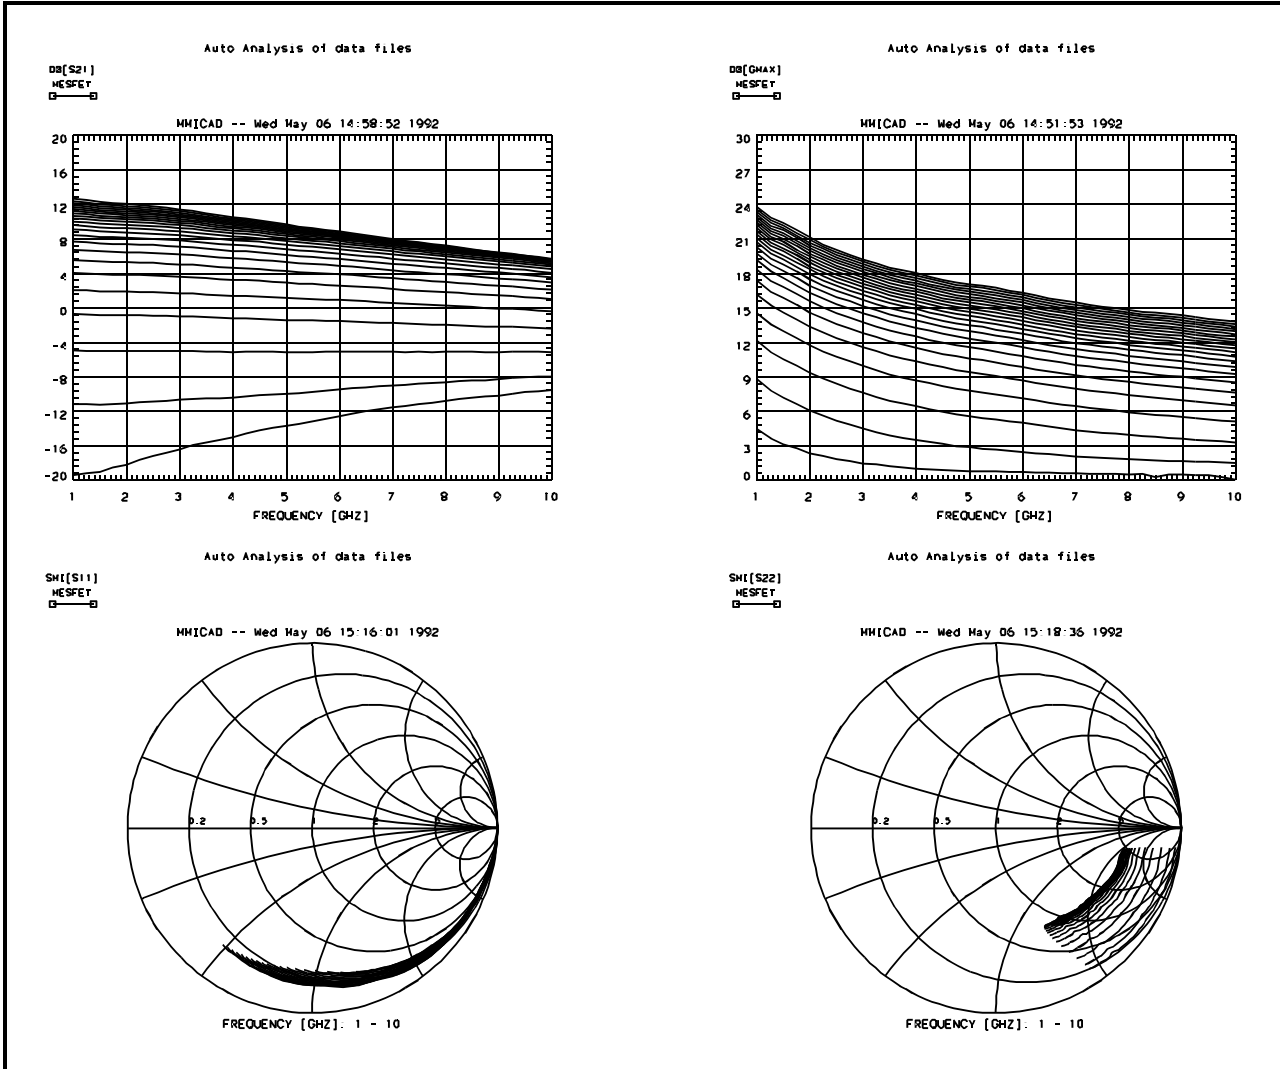 Auto Analysis of data files
DB[S21]
MESFET
MMICAD -- Wed May 06 14:58:52 1992
20
16
12
8
4
0
-4
-8
-12
-16
-20
1 2 3 4 5 6 7 8 9 10
FREQUENCY [GHZ]
Auto Analysis of data files
DB[GMAX]
MESFET
MMICAD -- Wed May 06 14:51:53 1992
30
27
24
21
18
15
12
9
6
3
0
1 2 3 4 5 6 7 8 9 10
FREQUENCY [GHZ]
Auto Analysis of data files
SMI[S11]
MESFET
MMICAD -- Wed May 06 15:16:01 1992
0.2 0.5 1 2
FREQUENCY [GHZ]: 1 - 10
Auto Analysis of data files
SMI[S22]
MESFET
MMICAD -- Wed May 06 15:18:36 1992
0.2 0.5 1 2
FREQUENCY [GHZ]: 1 - 10